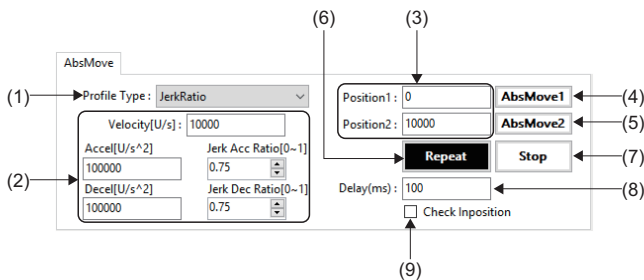 (6) (3)
AbsMove
(1) Profile Type : JerkRatio Position1 : 0 AbsMove1 (4)
Velocity[U/s] : 10000 Position2 : 10000 AbsMove2 (5)
Accel[U/s^2] Jerk Acc Ratio[0~1]
(2) 100000 0.75 Repeat Stop (7)
Decel[U/s^2] Jerk Dec Ratio[0~1] Delay(ms) : 100 (8)
100000 0.75 Check Inposition
(9)